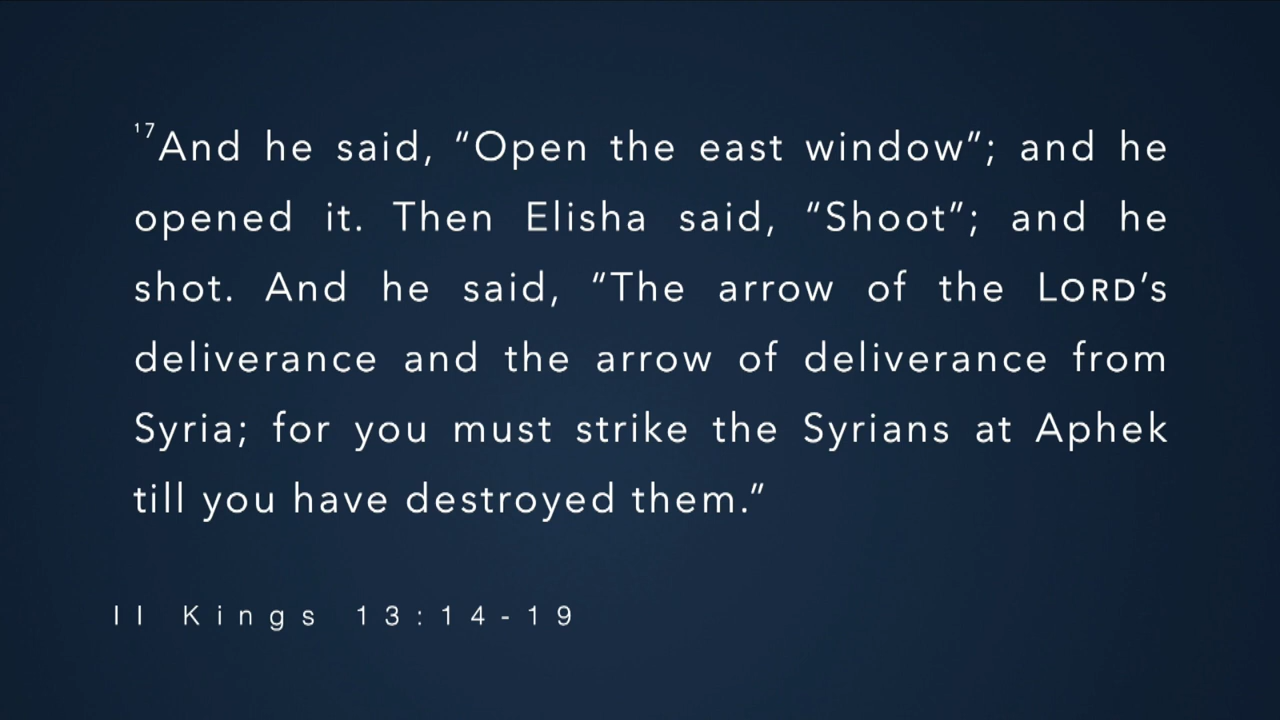 17And he said, “Open the east window”; and he
opened it. Then Elisha said, “Shoot”; and he
shot. And he said, “The arrow of the LORD’s
deliverance and the arrow of deliverance from
Syria; for you must strike the Syrians at Aphek
till you have destroyed them.”
II Kings 13:14-19